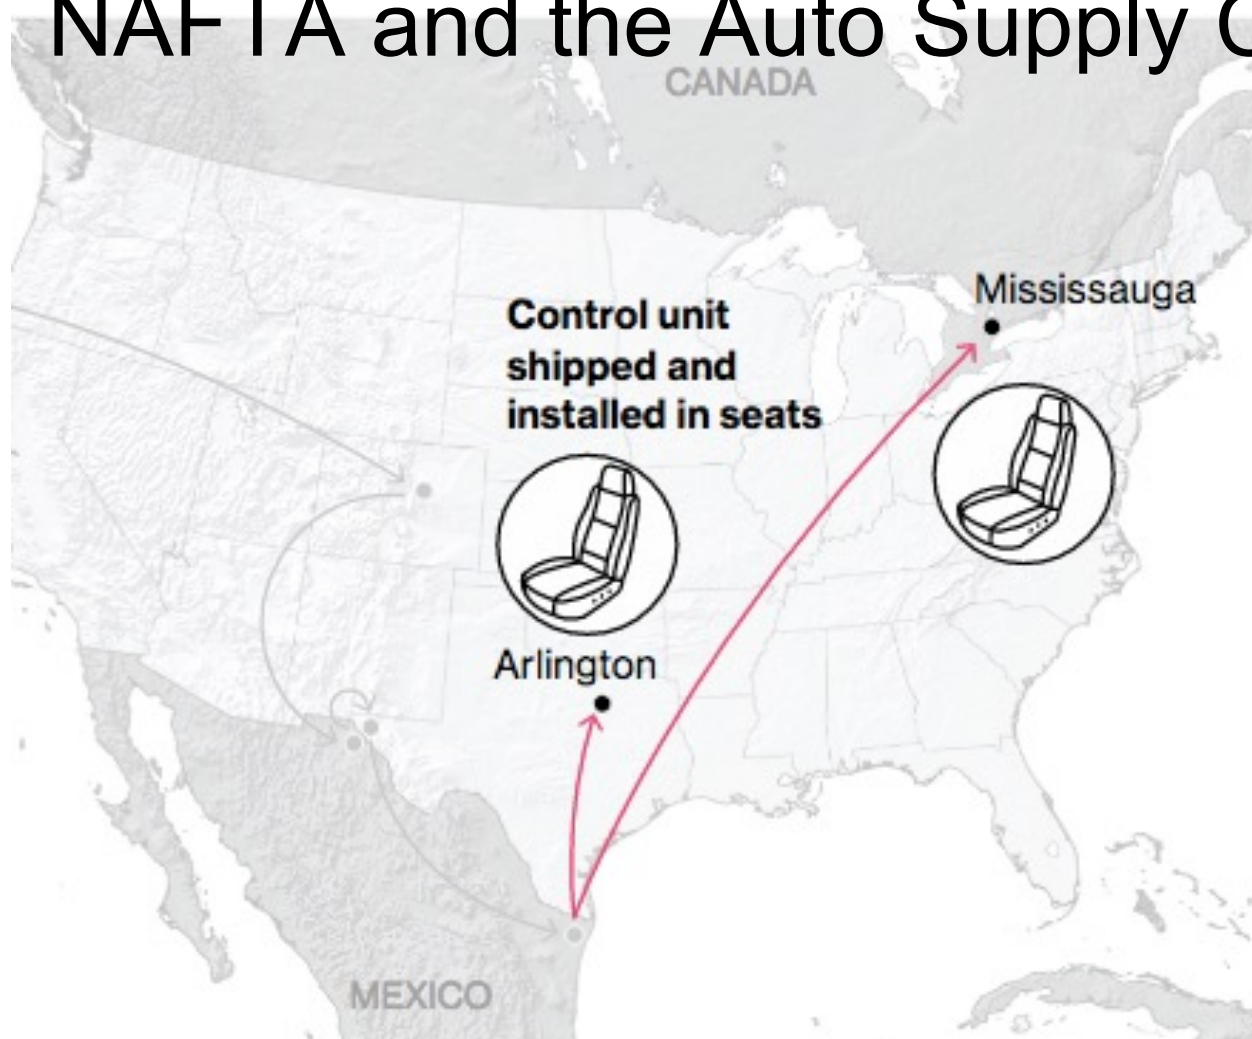 NAFTA and the Auto Supply
CANADA
Mississauga
Control unit
shipped and
installed in seats
Arlington
MEXICO